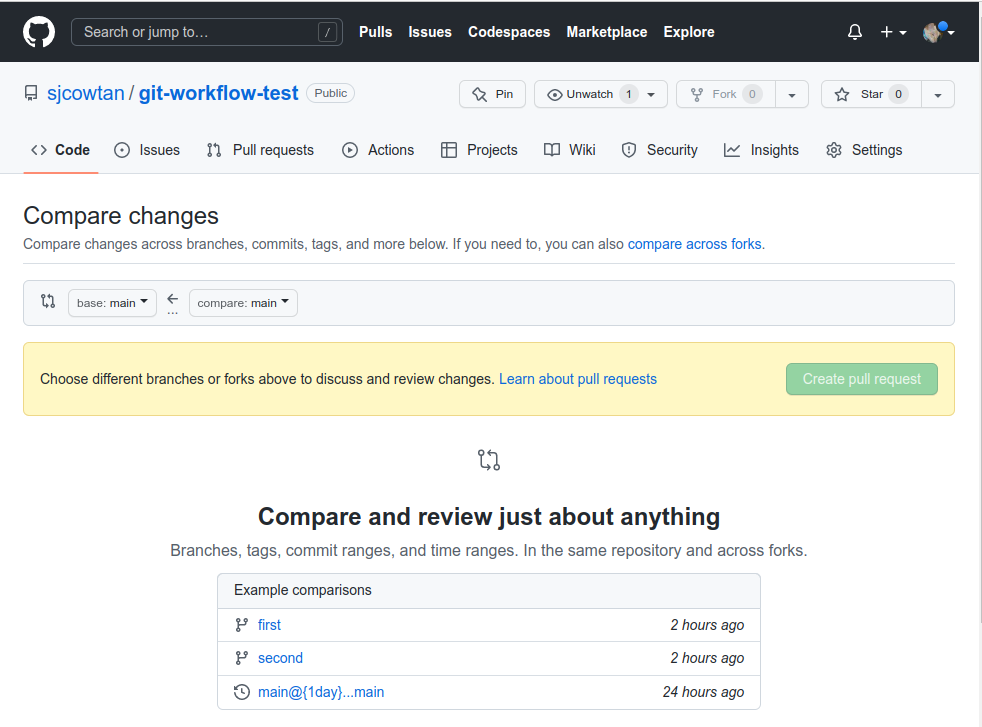 Search or jump to… / Pulls Issues Codespaces Marketplace Explore
sjcowtan / git-workflow-test Public Pin Unwatch 1 Fork 0 Star 0
Code Issues Pull requests Actions Projects Wiki Security Insights Settings
Compare changes
Compare changes across branches, commits, tags, and more below. If you need to, you can also compare across forks.
base: main ... compare: main
Choose different branches or forks above to discuss and review changes. Learn about pull requests Create pull request
Compare and review just about anything
Branches, tags, commit ranges, and time ranges. In the same repository and across forks.
Example comparisons
first 2 hours ago
second 2 hours ago
main@{1day}...main 24 hours ago